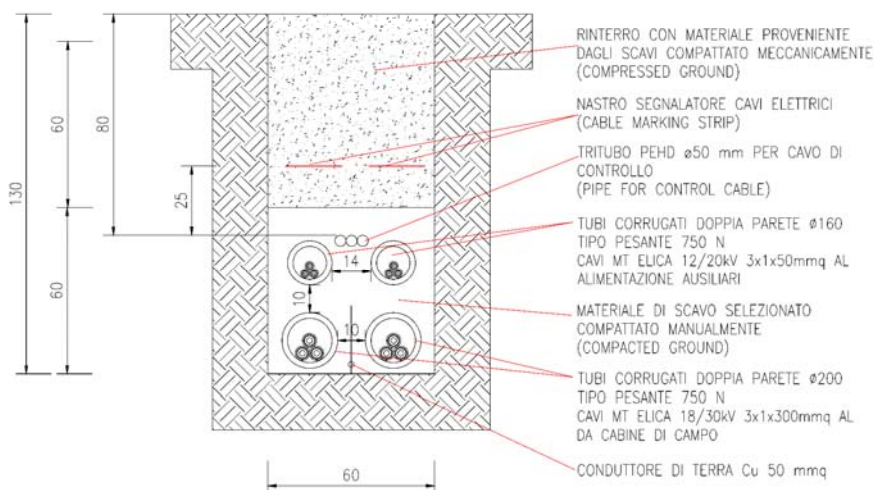 RINTERRO CON MATERIALE PROVENIENTE
DAGLI SCAVI COMPATTATO MECCANICAMENTE
(COMPRESSED GROUND)
NASTRO SEGNALATORE CAVI ELETTRICI
(CABLE MARKING STRIP)
TRITUBO PEHD ø50 mm PER CAVO DI
CONTROLLO
(PIPE FOR CONTROL CABLE)
TUBI CORRUGATI DOPPIA PARETE ø160
TIPO PESANTE 750 N
CAVI MT ELICA 12/20kV 3x1x50mmq AL
ALIMENTAZIONE AUSILIARI
MATERIALE DI SCAVO SELEZIONATO
COMPATTATO MANUALMENTE
(COMPACTED GROUND)
TUBI CORRUGATI DOPPIA PARETE ø200
TIPO PESANTE 750 N
CAVI MT ELICA 18/30kV 3x1x300mmq AL
DA CABINE DI CAMPO
CONDUTTORE DI TERRA Cu 50 mmq
130
60
60
80
25
14
10
10
60